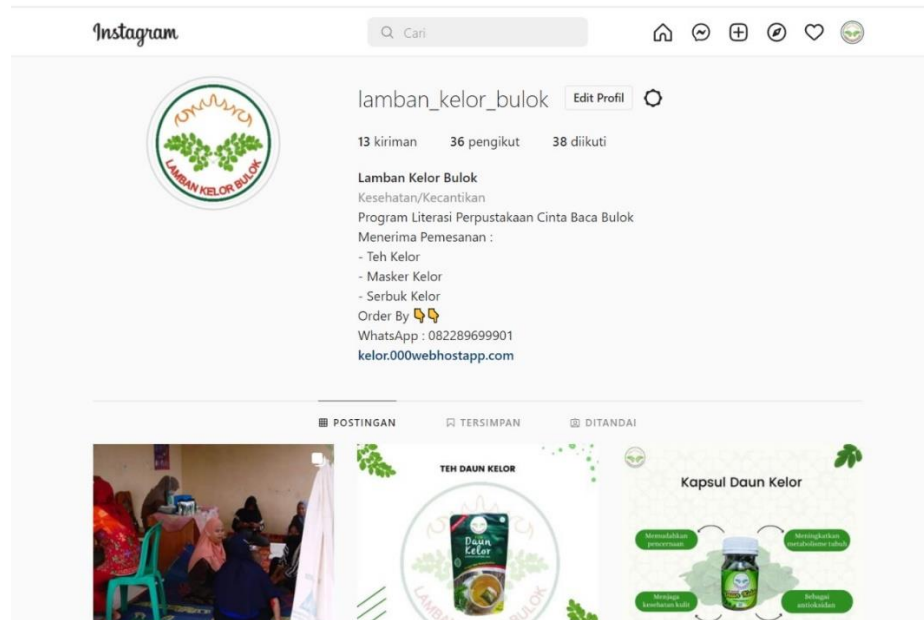 Instagram
Cari
lamban_kelor_bulok Edit Profil
13 kiriman 36 pengikut 38 diikuti
Lamban Kelor Bulok
Kesehatan/Kecantikan
Program Literasi Perpustakaan Cinta Baca Bulok
Menerima Pemesanan :
- Teh Kelor
- Masker Kelor
- Serbuk Kelor
Order By 👇👇
WhatsApp : 082289699901
kelor.000webhostapp.com
LAMBAN KELOR BULOK
POSTINGAN TERSIMPAN DITANDAI
TEH DAUN KELOR
Daun
Kelor
Kapsul Daun Kelor
Memudahkan
pencernaan
Meningkatkan
metabolisme tubuh
Menjaga
kesehatan kulit
Sebagai
antioksidan